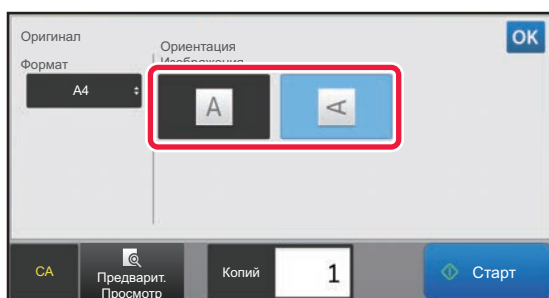 Оригинал
OK
Ориентация
Изображения
Формат
A4
A
A
CA
Предварит.
Просмотр
Копий
1
Старт